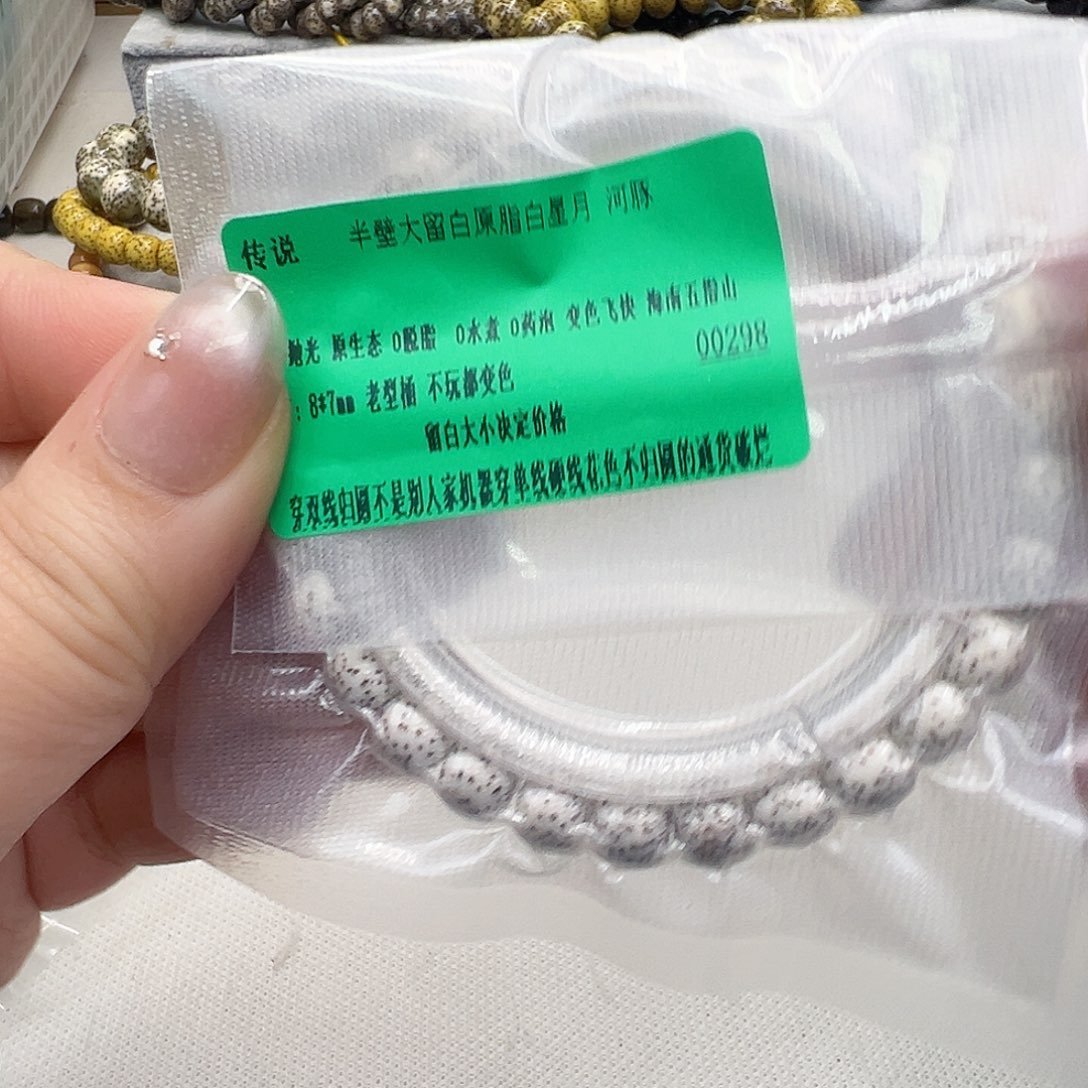 传说 半壁大留白原脂白星月 河豚
抛光 原生态 0脱脂 0水煮 0药泡 变色飞快 海南五指山
00298
: 8*7mm 老型桶 不玩都变色
留白大小决定价格
穿双线归圆不是别人家机器穿单线硬线花色不归圆的通货破烂